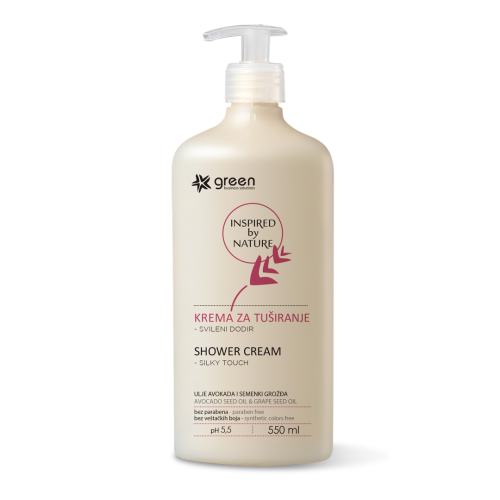 green
business solutions
INSPIRED
by
NATURE
KREMA ZA TUŠIRANJE
- SVILENI DODIR
SHOWER CREAM
- SILKY TOUCH
ULJE AVOKADA I SEMENKI GROŽĐA
AVOCADO SEED OIL & GRAPE SEED OIL
bez parabena - paraben free
bez veštačkih boja - synthetic colors free
pH 5,5
550 ml